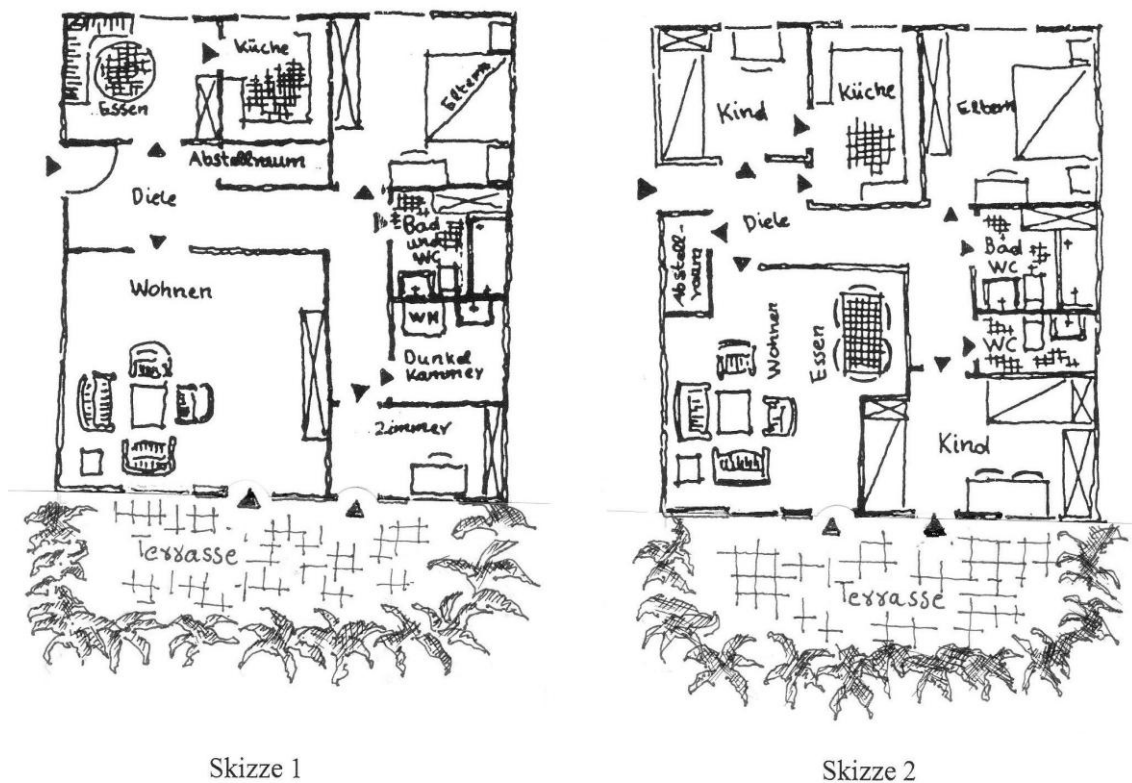 Essen
Küche
Eltern
Abstellraum
Diele
Bad
und
WC
Wohnen
WM
Dunkel
Kammer
Zimmer
Terrasse
Skizze 1
Kind
Küche
Eltern
Diele
Abstell-
raum
Bad
WC
Wohnen
Essen
WC
Kind
Terrasse
Skizze 2